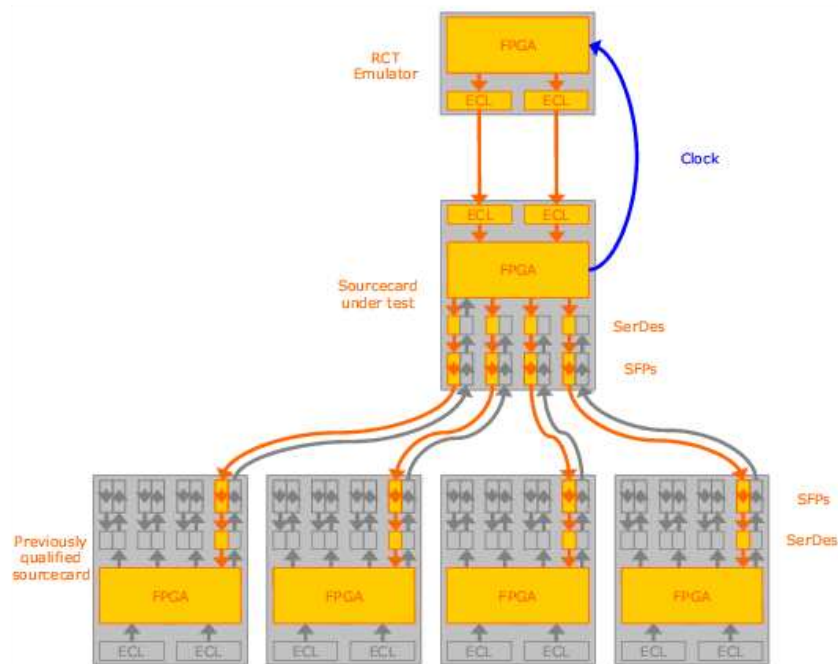 FPGA
RCT
Emulator
ECL ECL
Clock
ECL ECL
FPGA
Sourcecard
under test
SerDes
SFPs
SFPs
Previously
qualified
sourcecard
SerDes
FPGA FPGA FPGA FPGA
ECL ECL ECL ECL ECL ECL ECL ECL